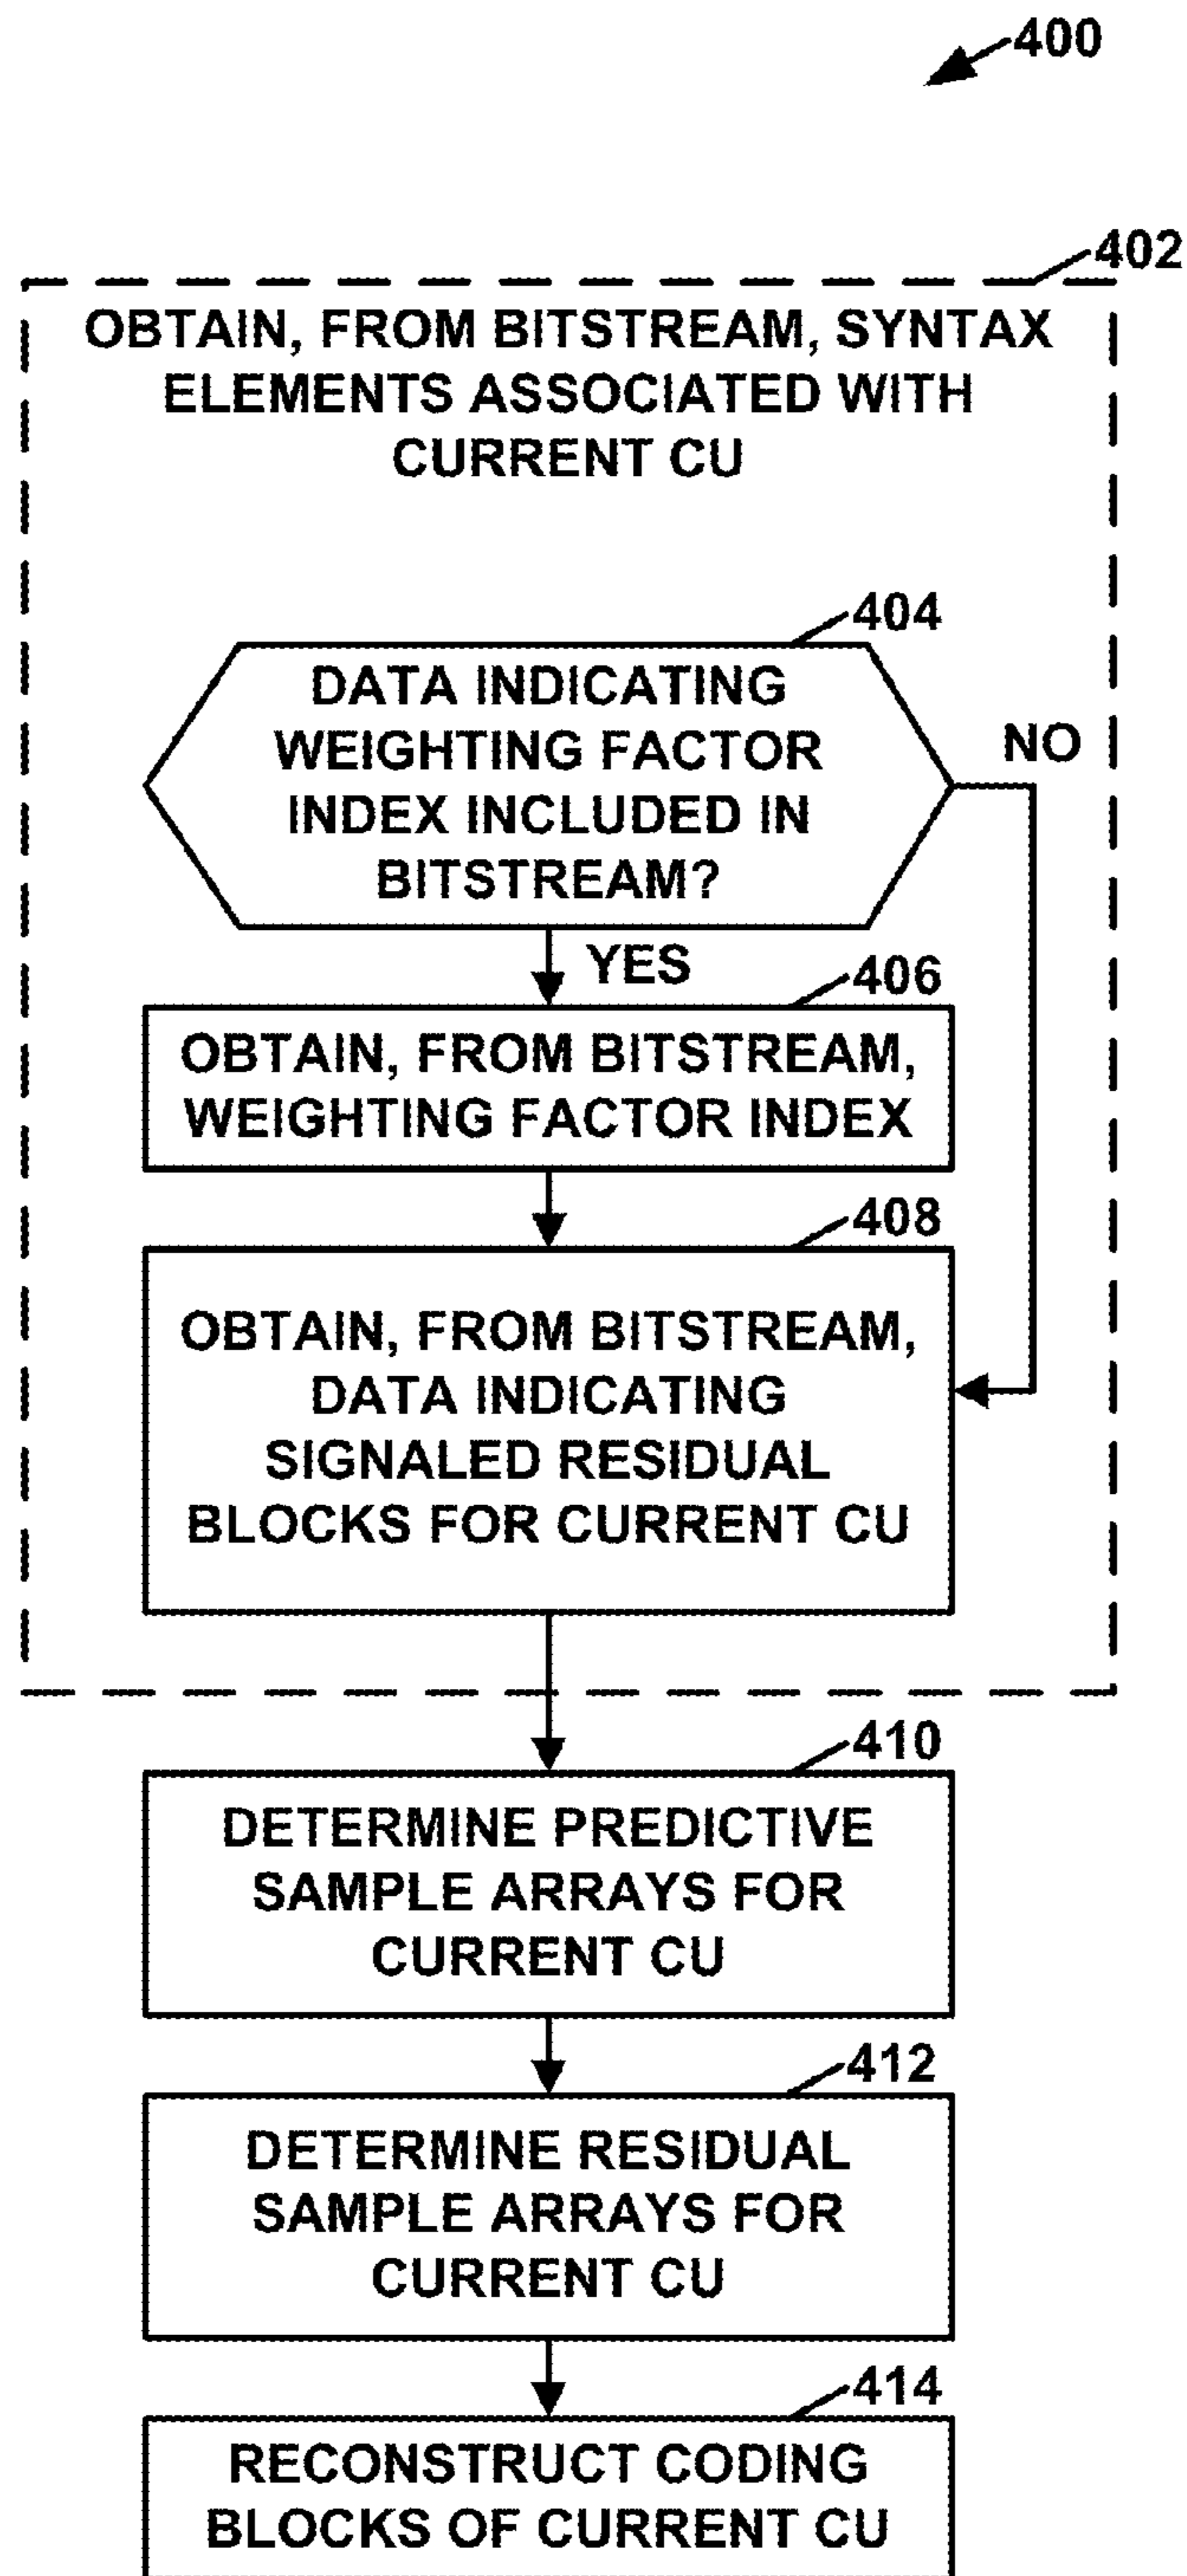 400
402
OBTAIN, FROM BITSTREAM, SYNTAX
ELEMENTS ASSOCIATED WITH
CURRENT CU
404
DATA INDICATING
WEIGHTING FACTOR
INDEX INCLUDED IN
BITSTREAM?
NO
YES
406
OBTAIN, FROM BITSTREAM,
WEIGHTING FACTOR INDEX
408
OBTAIN, FROM BITSTREAM,
DATA INDICATING
SIGNALED RESIDUAL
BLOCKS FOR CURRENT CU
410
DETERMINE PREDICTIVE
SAMPLE ARRAYS FOR
CURRENT CU
412
DETERMINE RESIDUAL
SAMPLE ARRAYS FOR
CURRENT CU
414
RECONSTRUCT CODING
BLOCKS OF CURRENT CU